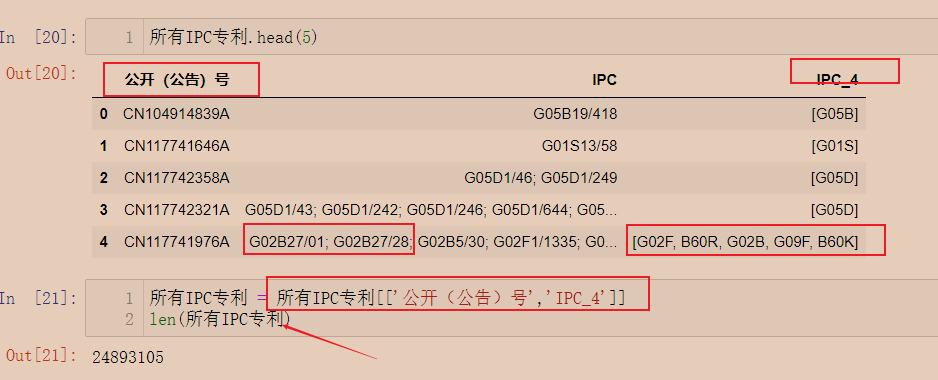 In [20]: 1 所有IPC专利.head(5)
Out[20]:
公开（公告）号 IPC IPC_4
0 CN104914839A G05B19/418 [G05B]
1 CN117741646A G01S13/58 [G01S]
2 CN117742358A G05D1/46; G05D1/249 [G05D]
3 CN117742321A G05D1/43; G05D1/242; G05D1/246; G05D1/644; G05... [G05D]
4 CN117741976A G02B27/01; G02B27/28; G02B5/30; G02F1/1335; G0... [G02F, B60R, G02B, G09F, B60K]
In [21]: 1 所有IPC专利 = 所有IPC专利[['公开（公告）号','IPC_4']]
2 len(所有IPC专利)
Out[21]: 24893105